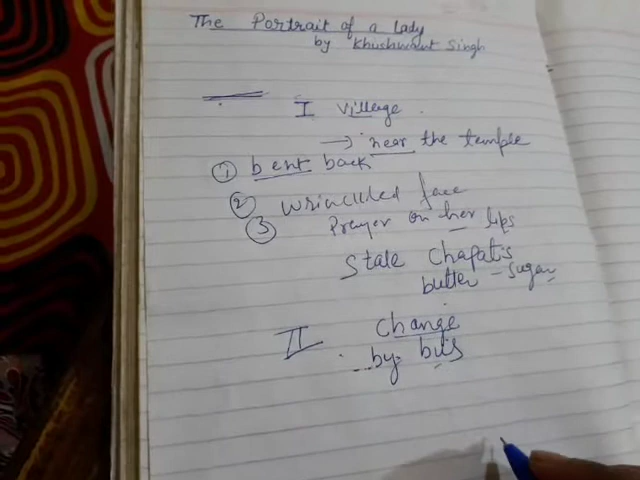 The Portrait of a Lady
by Khushwant Singh
I Village
→ near the temple
① bent back
② wrinckled face
③ Prayer on her lips
Stale Chapatis
butter - sugar
II Change
by bus